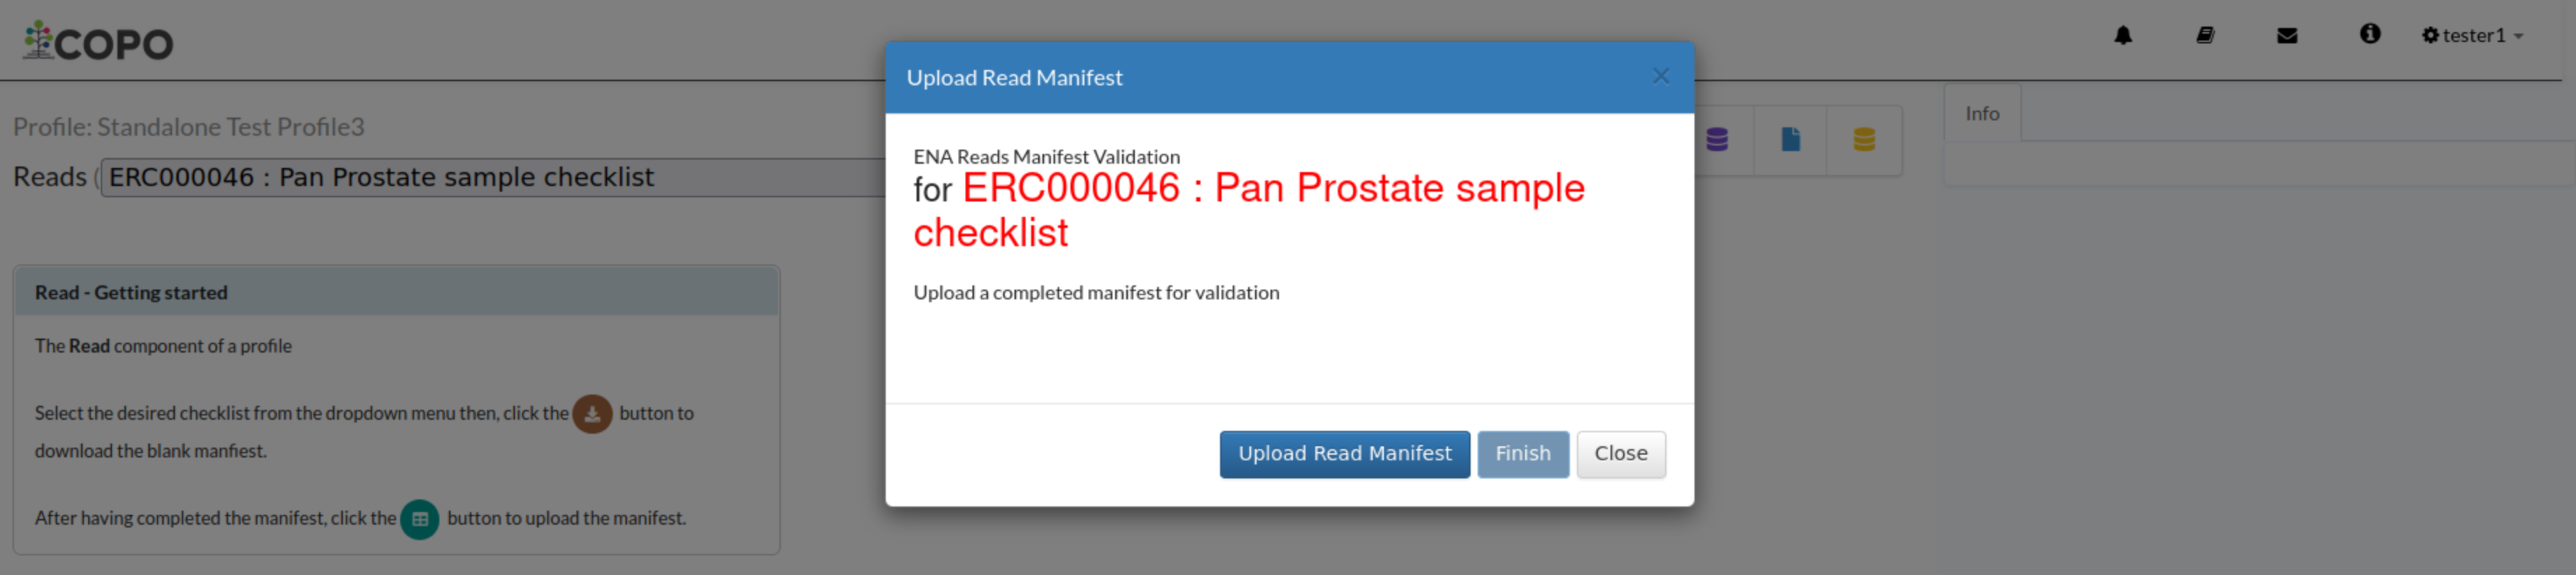 COPO
tester1
Profile: Standalone Test Profile3
Reads (ERC000046 : Pan Prostate sample checklist
Info
Upload Read Manifest
ENA Reads Manifest Validation
for ERC000046 : Pan Prostate sample
checklist
Upload a completed manifest for validation
Upload Read Manifest
Finish
Close
Read - Getting started
The Read component of a profile
Select the desired checklist from the dropdown menu then, click the button to
download the blank manfiest.
After having completed the manifest, click the button to upload the manifest.